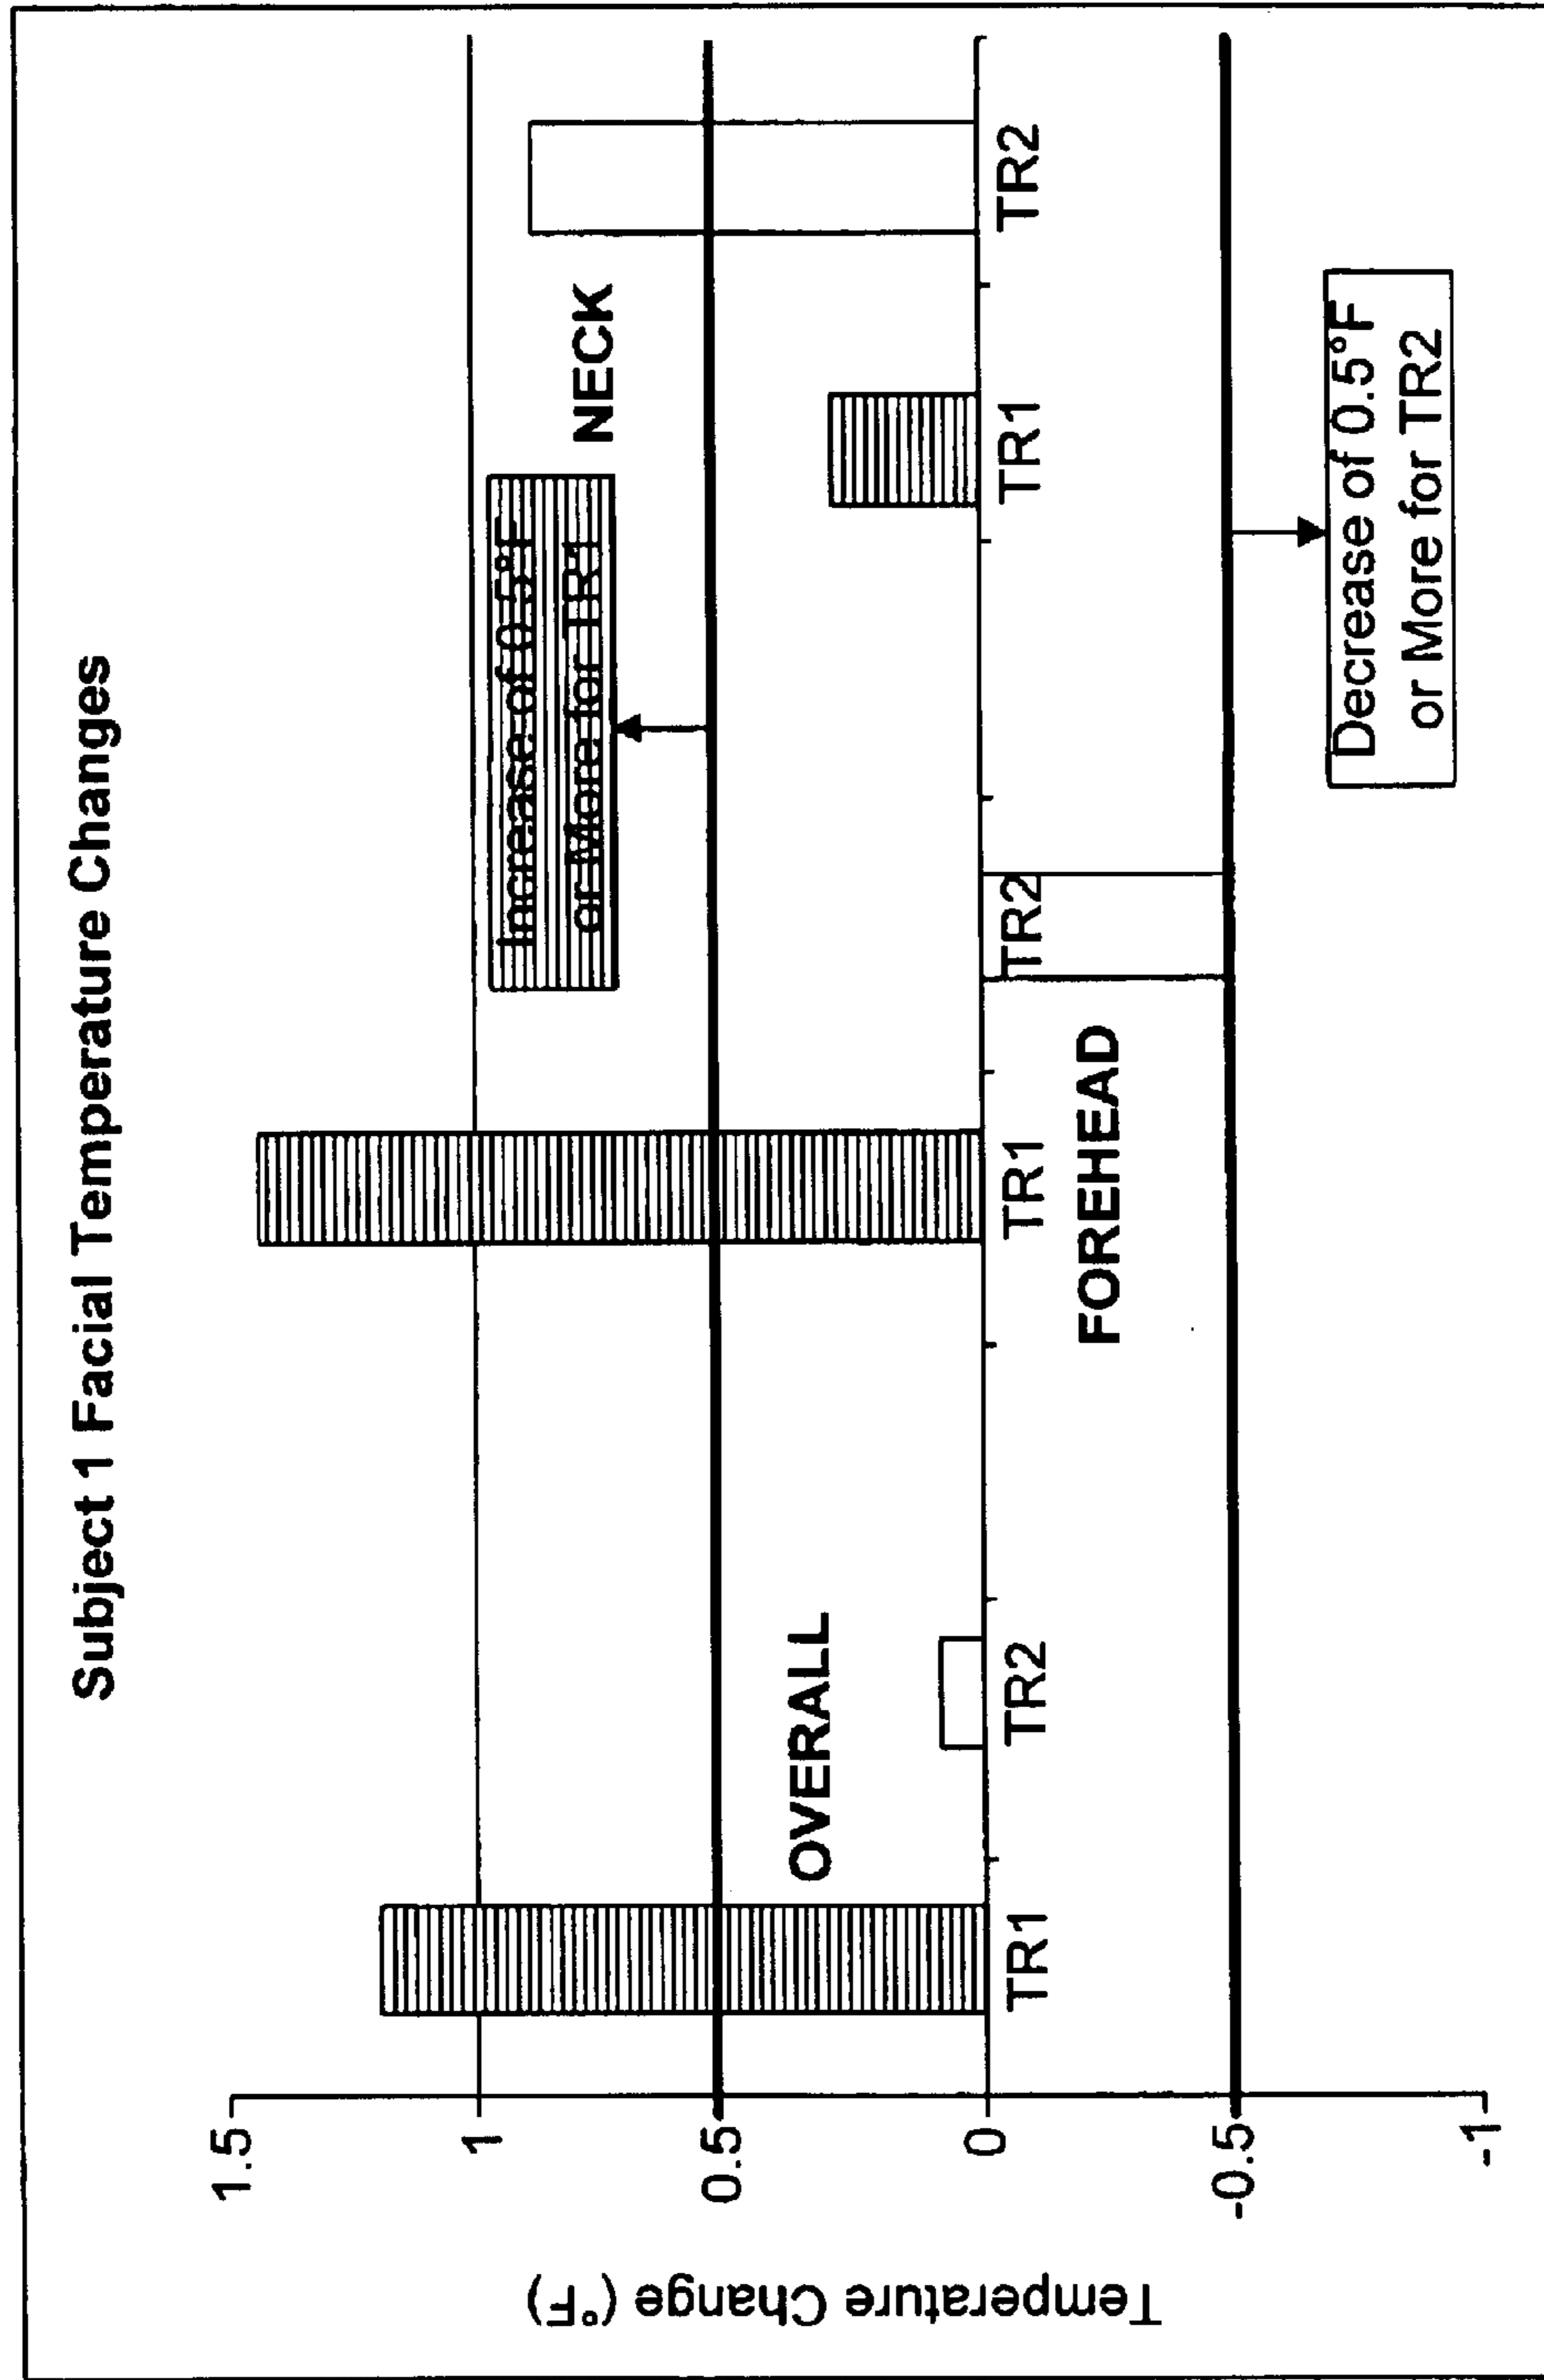 Subject 1 Facial Temperature Changes
Temperature Change (°F)
1.5
1
0.5
0
-0.5
-1
OVERALL
TR1
TR2
FOREHEAD
TR1
TR2
NECK
TR1
TR2
Increase of 0.5°F
or More for TR1
Decrease of 0.5°F
or More for TR2